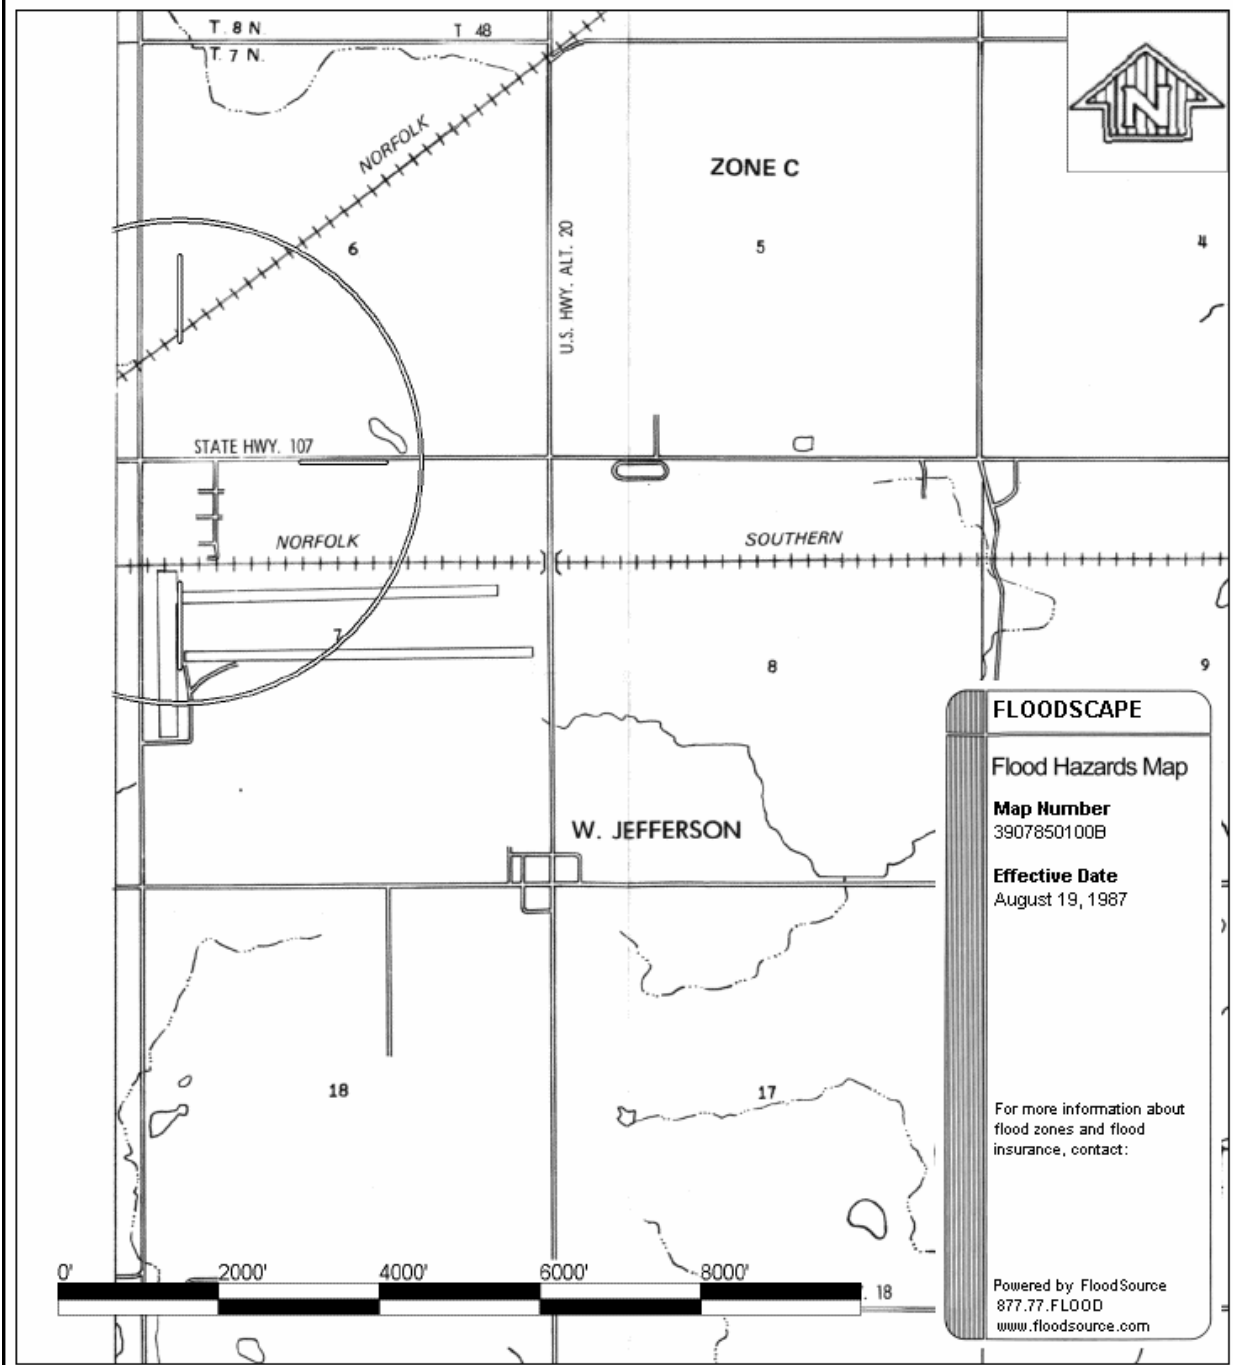 T. 8 N.
T. 7 N.
T 48
N
NORFOLK
ZONE C
6
5
4
U.S. HWY. ALT. 20
STATE HWY. 107
NORFOLK
SOUTHERN
7
8
9
W. JEFFERSON
18
17
FLOODSCAPE
Flood Hazards Map
Map Number
3907850100B
Effective Date
August 19, 1987
For more information about
flood zones and flood
insurance, contact:
Powered by FloodSource
877.77.FLOOD
www.floodsource.com
0' 2000' 4000' 6000' 8000'
. 18